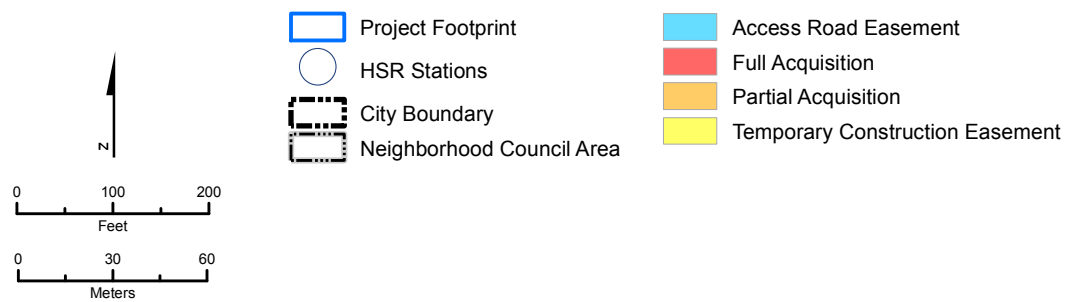 Project Footprint
HSR Stations
City Boundary
Neighborhood Council Area
Access Road Easement
Full Acquisition
Partial Acquisition
Temporary Construction Easement
N
0 100 200
Feet
0 30 60
Meters